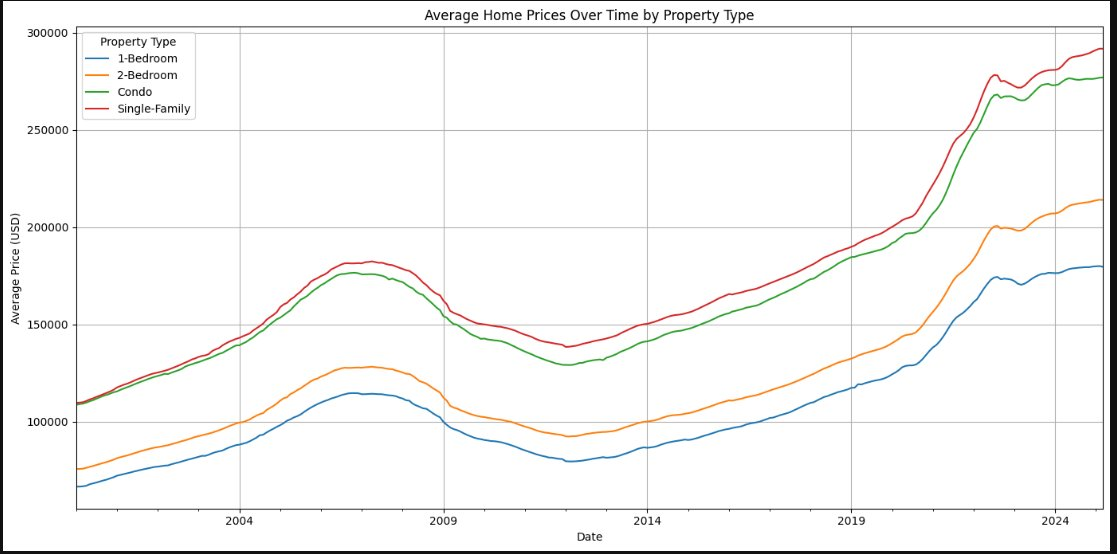 Average Home Prices Over Time by Property Type
300000
250000
200000
150000
100000
Average Price (USD)
Property Type
1-Bedroom
2-Bedroom
Condo
Single-Family
2004 2009 2014 2019 2024
Date